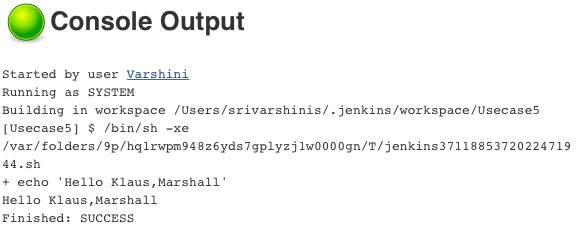 Console Output
Started by user Varshini
Running as SYSTEM
Building in workspace /Users/srivarshinis/.jenkins/workspace/Usecase5
[Usecase5] $ /bin/sh -xe
/var/folders/9p/hq1rwpm948z6yds7gplyzj1w0000gn/T/jenkins37118853720224719
44.sh
+ echo 'Hello Klaus,Marshall'
Hello Klaus,Marshall
Finished: SUCCESS